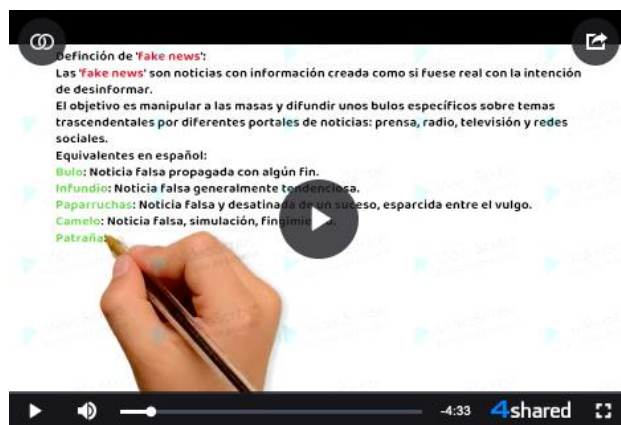 Definción de 'fake news':
Las 'fake news' son noticias con información creada como si fuese real con la intención
de desinformar.
El objetivo es manipular a las masas y difundir unos bulos específicos sobre temas
trascendentales por diferentes portales de noticias: prensa, radio, televisión y redes
sociales.
Equivalentes en español:
Bulo: Noticia falsa propagada con algún fin.
Infundio: Noticia falsa generalmente tendenciosa.
Paparruchas: Noticia falsa y desatinada de un suceso, esparcida entre el vulgo.
Camelo: Noticia falsa, simulación,
Patraña:
-4:33 4shared